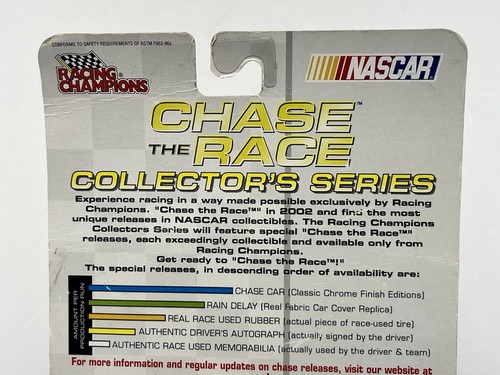 CONFORMS TO SAFETY REQUIREMENTS OF ASTM F963-96a
RACING
CHAMPIONS
NASCAR
CHASE™
THE RACE
COLLECTOR'S SERIES
Experience racing in a way made possible exclusively by Racing
Champions. "Chase the Race™" in 2002 and find the most
unique releases in NASCAR collectibles. The Racing Champions
Collectors Series will feature special "Chase the Race™"
releases, each exceedingly collectible and available only from
Racing Champions.
Get ready to "Chase the Race™!"
The special releases, in descending order of availability are:
AMOUNT PER
PRODUCTION RUN
CHASE CAR (Classic Chrome Finish Editions)
RAIN DELAY (Real Fabric Car Cover Replica)
REAL RACE USED RUBBER (actual piece of race-used tire)
AUTHENTIC DRIVER'S AUTOGRAPH (actually signed by the driver)
AUTHENTIC RACE USED MEMORABILIA (actually used by the driver & team)
For more information and regular updates on chase releases, visit our website at